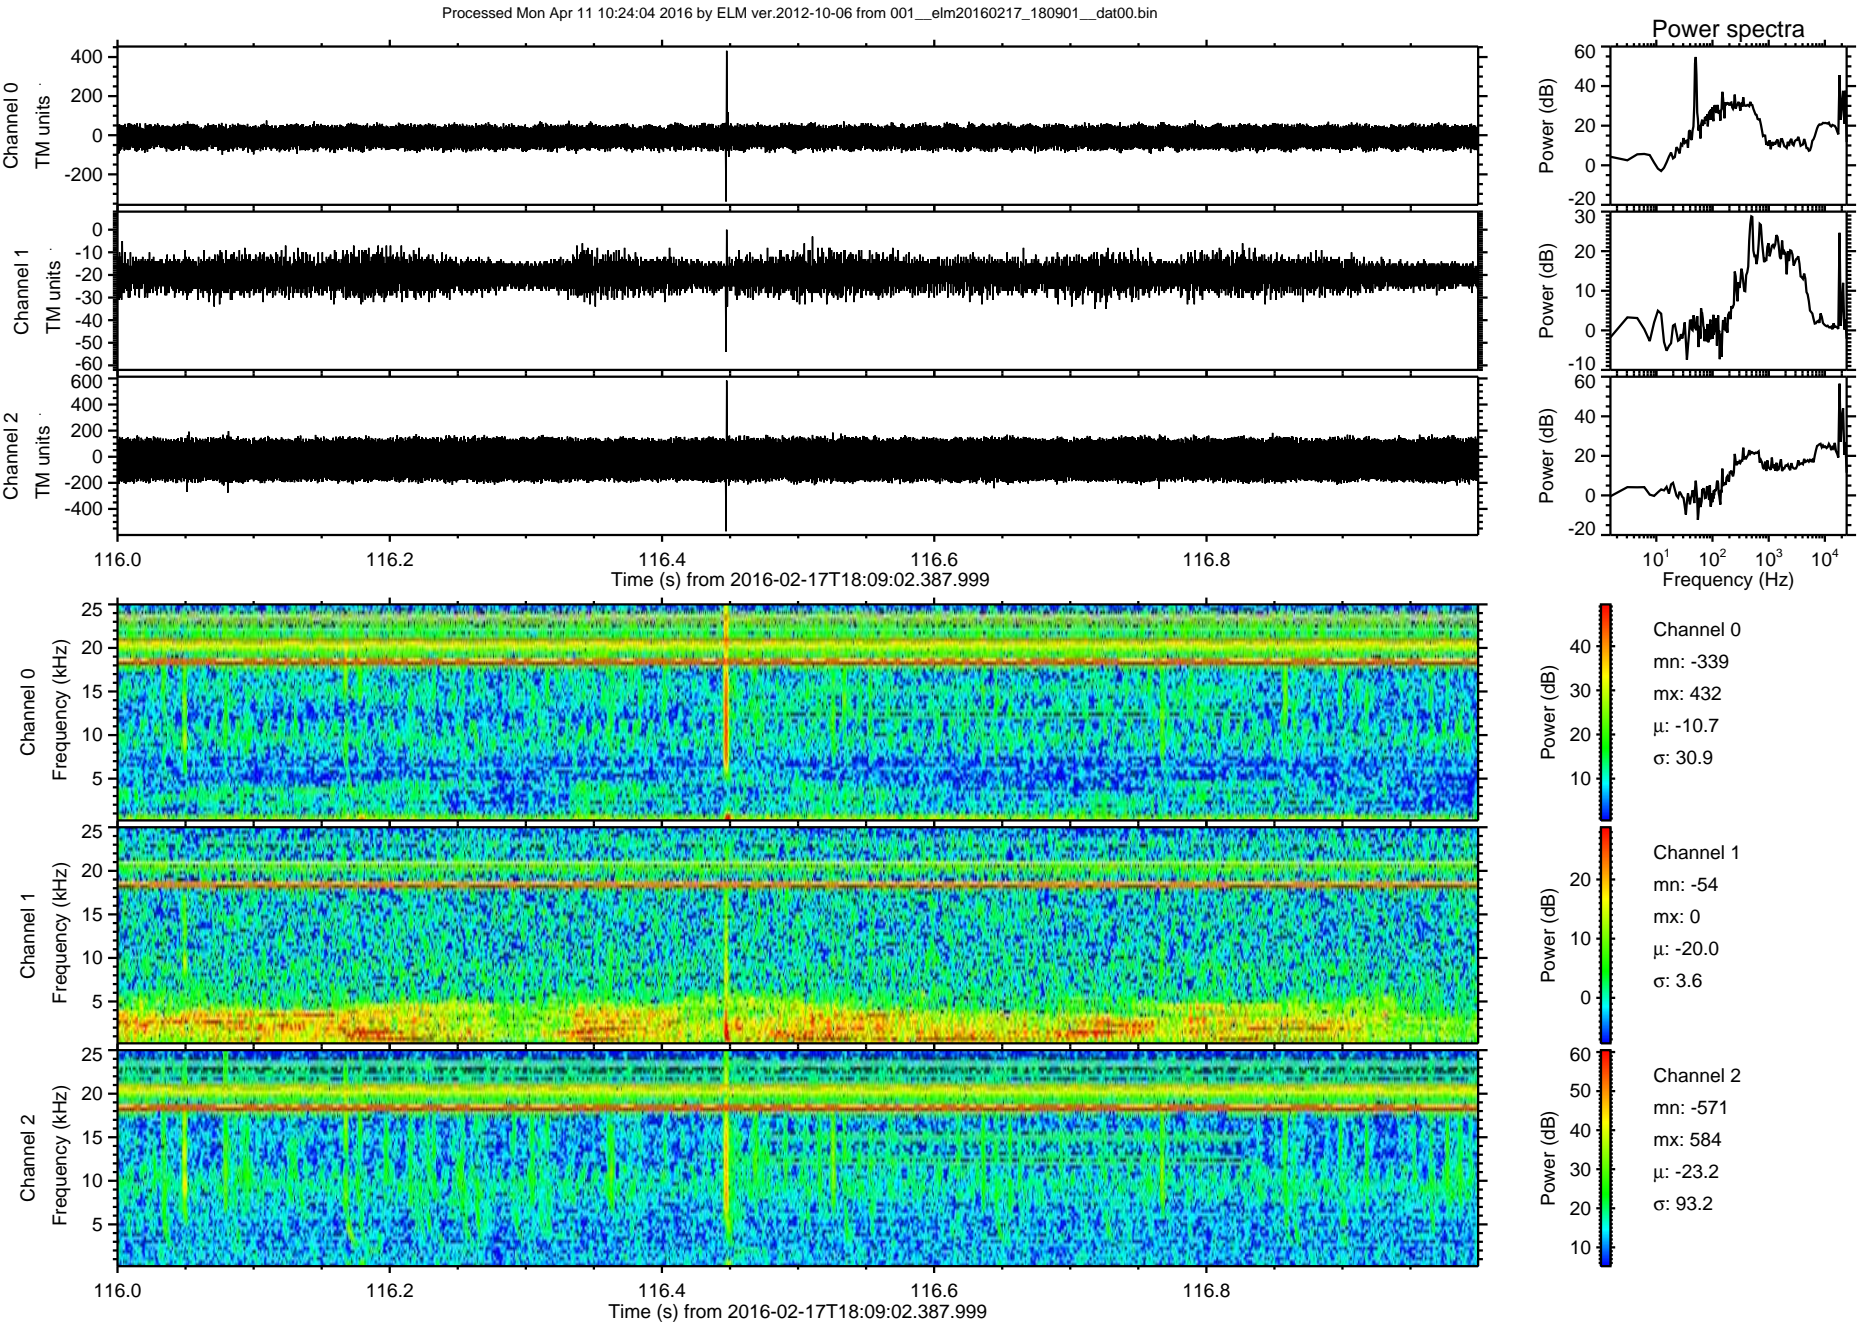 Processed Mon Apr 11 10:24:04 2016 by ELM ver.2012-10-06 from 001__elm20160217_180901__dat00.bin
Power spectra
Channel 0
TM units
400
200
0
-200
Power (dB)
60
40
20
0
-20
Channel 1
TM units
0
-10
-20
-30
-40
-50
-60
Power (dB)
30
20
10
0
-10
Channel 2
TM units
600
400
200
0
-200
-400
Power (dB)
60
40
20
0
-20
116.0 116.2 116.4 116.6 116.8
Time (s) from 2016-02-17T18:09:02.387.999
10¹ 10² 10³ 10⁴
Frequency (Hz)
Channel 0
Frequency (kHz)
25
20
15
10
5
Power (dB)
40
30
20
10
Channel 0
mn: -339
mx: 432
μ: -10.7
σ: 30.9
Channel 1
Frequency (kHz)
25
20
15
10
5
Power (dB)
20
10
0
Channel 1
mn: -54
mx: 0
μ: -20.0
σ: 3.6
Channel 2
Frequency (kHz)
25
20
15
10
5
Power (dB)
60
50
40
30
20
10
Channel 2
mn: -571
mx: 584
μ: -23.2
σ: 93.2
116.0 116.2 116.4 116.6 116.8
Time (s) from 2016-02-17T18:09:02.387.999